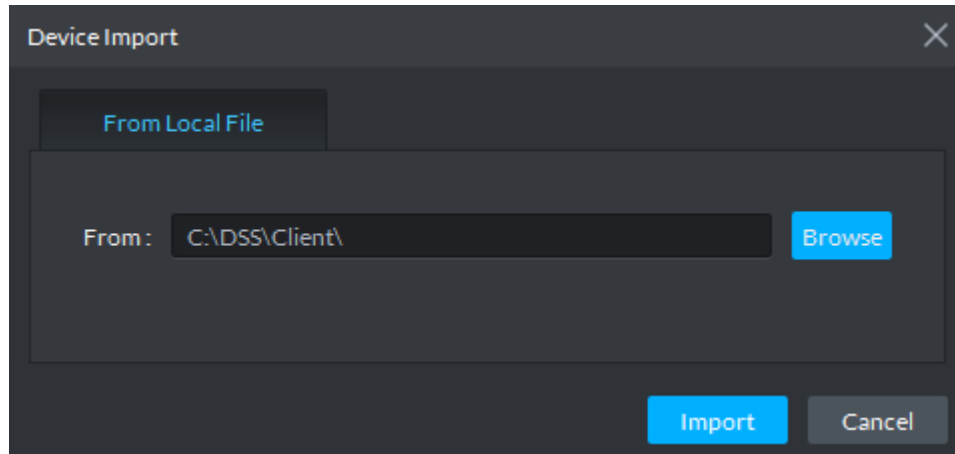 Device Import
From Local File
From: C:\DSS\Client\ Browse
Import Cancel